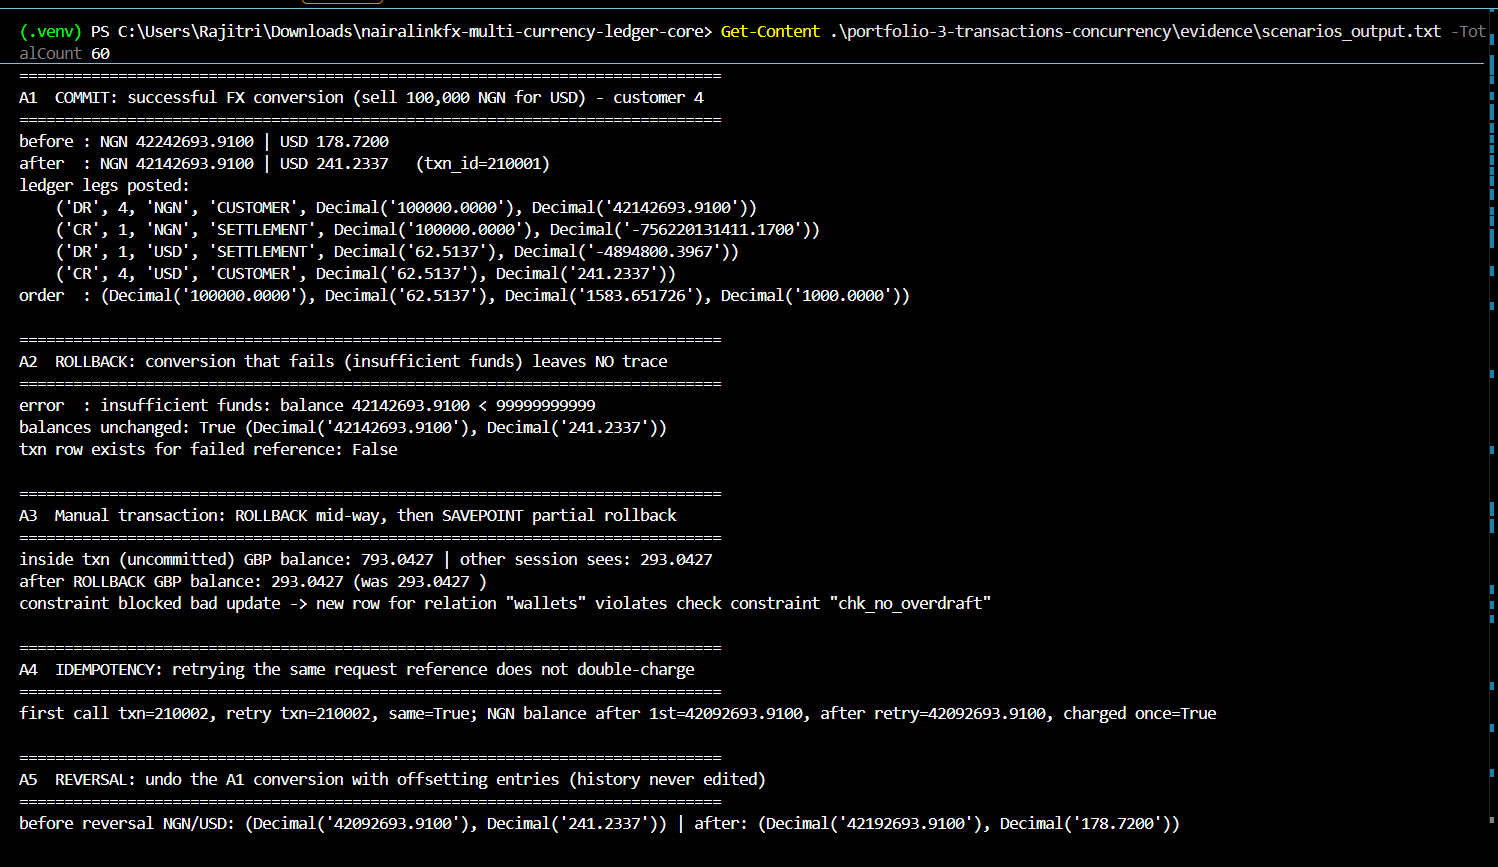 (.venv) PS C:\Users\Rajitri\Downloads\nairalinkfx-multi-currency-ledger-core> Get-Content .\portfolio-3-transactions-concurrency\evidence\scenarios_output.txt -Tot
alCount 60
==============================================================================
A1  COMMIT: successful FX conversion (sell 100,000 NGN for USD) - customer 4
==============================================================================
before : NGN 42242693.9100 | USD 178.7200
after  : NGN 42142693.9100 | USD 241.2337   (txn_id=210001)
ledger legs posted:
    ('DR', 4, 'NGN', 'CUSTOMER', Decimal('100000.0000'), Decimal('42142693.9100'))
    ('CR', 1, 'NGN', 'SETTLEMENT', Decimal('100000.0000'), Decimal('-756220131411.1700'))
    ('DR', 1, 'USD', 'SETTLEMENT', Decimal('62.5137'), Decimal('-4894800.3967'))
    ('CR', 4, 'USD', 'CUSTOMER', Decimal('62.5137'), Decimal('241.2337'))
order  : (Decimal('100000.0000'), Decimal('62.5137'), Decimal('1583.651726'), Decimal('1000.0000'))
==============================================================================
A2  ROLLBACK: conversion that fails (insufficient funds) leaves NO trace
==============================================================================
error  : insufficient funds: balance 42142693.9100 < 99999999999
balances unchanged: True (Decimal('42142693.9100'), Decimal('241.2337'))
txn row exists for failed reference: False
==============================================================================
A3  Manual transaction: ROLLBACK mid-way, then SAVEPOINT partial rollback
==============================================================================
inside txn (uncommitted) GBP balance: 793.0427 | other session sees: 293.0427
after ROLLBACK GBP balance: 293.0427 (was 293.0427 )
constraint blocked bad update -> new row for relation "wallets" violates check constraint "chk_no_overdraft"
==============================================================================
A4  IDEMPOTENCY: retrying the same request reference does not double-charge
==============================================================================
first call txn=210002, retry txn=210002, same=True; NGN balance after 1st=42092693.9100, after retry=42092693.9100, charged once=True
==============================================================================
A5  REVERSAL: undo the A1 conversion with offsetting entries (history never edited)
==============================================================================
before reversal NGN/USD: (Decimal('42092693.9100'), Decimal('241.2337')) | after: (Decimal('42192693.9100'), Decimal('178.7200'))